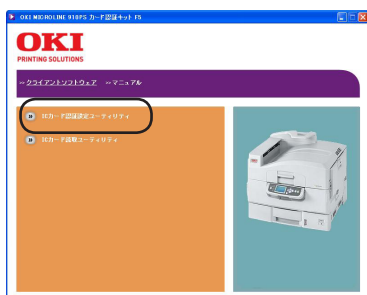 OKI MICROLINE 910PS カード認証キット F5
OKI
PRINTING SOLUTIONS
クライアントソフトウェア マニュアル
ICカード認証設定ユーティリティ
ICカード読取ユーティリティ